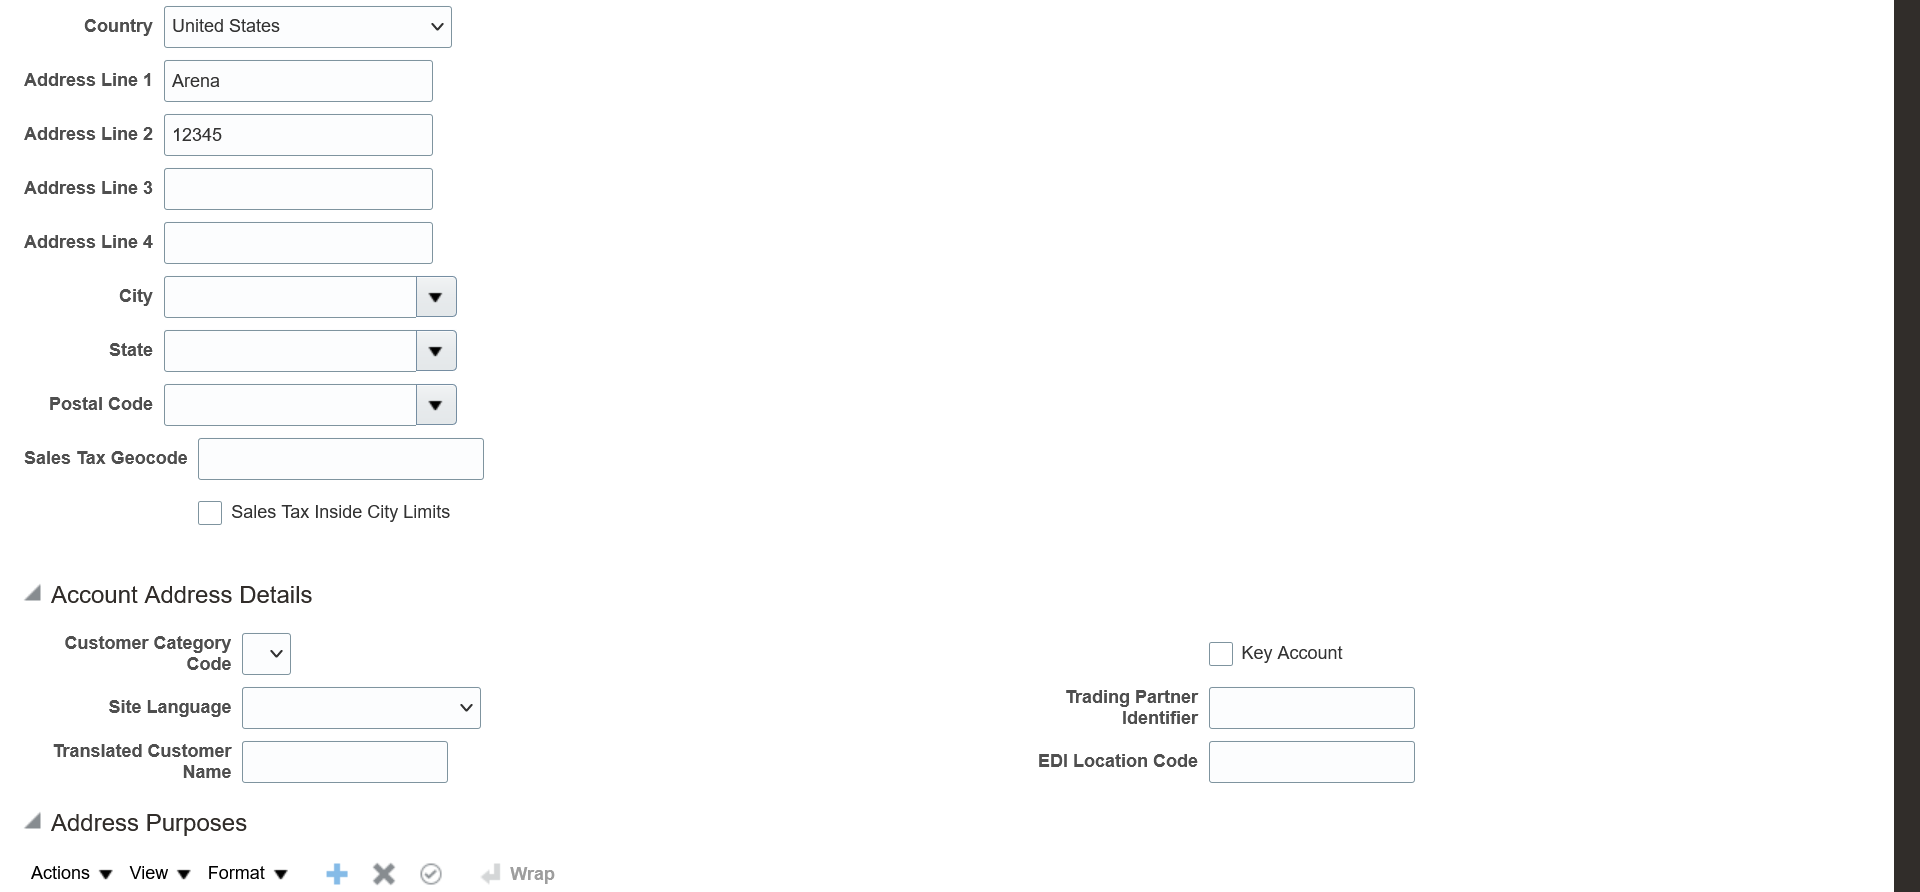 Country United States
Address Line 1 Arena
Address Line 2 12345
Address Line 3
Address Line 4
City
State
Postal Code
Sales Tax Geocode
Sales Tax Inside City Limits
Account Address Details
Customer Category
Code
Key Account
Site Language
Trading Partner
Identifier
Translated Customer
Name
EDI Location Code
Address Purposes
Actions View Format Wrap